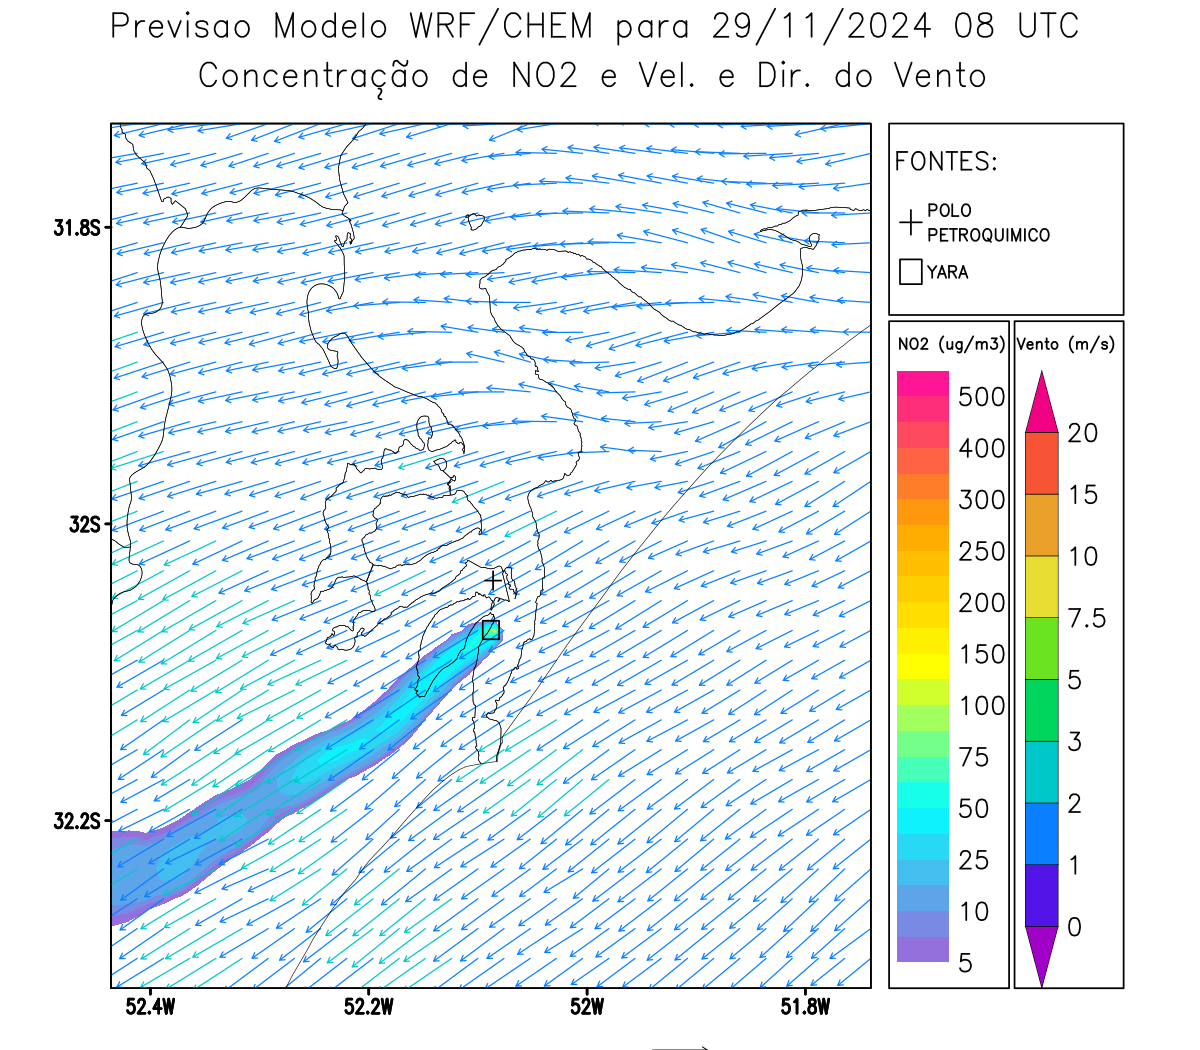 Previsao Modelo WRF/CHEM para 29/11/2024 08 UTC
Concentração de NO2 e Vel. e Dir. do Vento
FONTES:
POLO
PETROQUIMICO
YARA
NO2 (ug/m3)
500
400
300
250
200
150
100
75
50
25
10
5
Vento (m/s)
20
15
10
7.5
5
3
2
1
0
31.8S
32S
32.2S
52.4W 52.2W 52W 51.8W